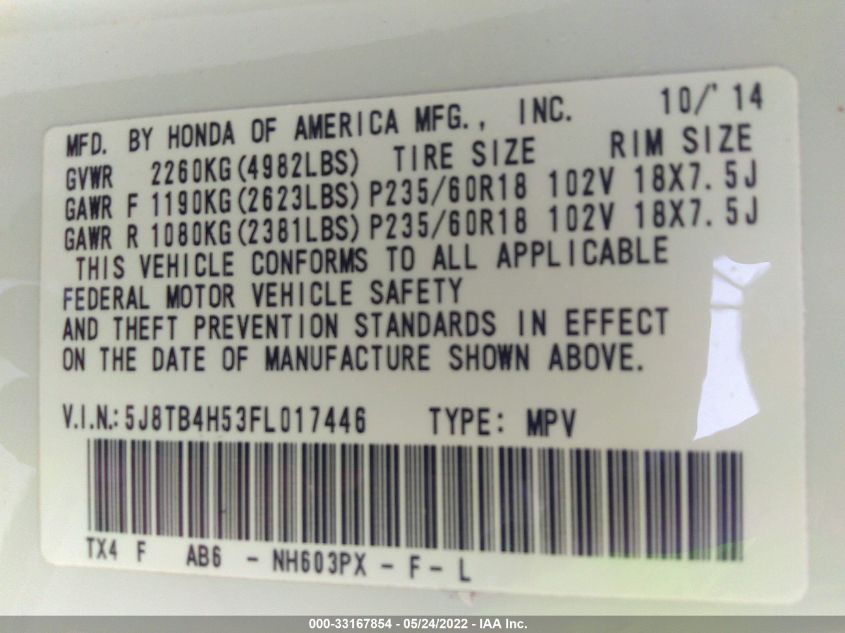 MFD. BY HONDA OF AMERICA MFG., INC. 10/'14
GVWR 2260KG(4982LBS) TIRE SIZE RIM SIZE
GAWR F 1190KG(2623LBS) P235/60R18 102V 18X7.5J
GAWR R 1080KG(2381LBS) P235/60R18 102V 18X7.5J
THIS VEHICLE CONFORMS TO ALL APPLICABLE
FEDERAL MOTOR VEHICLE SAFETY
AND THEFT PREVENTION STANDARDS IN EFFECT
ON THE DATE OF MANUFACTURE SHOWN ABOVE.
V.I.N.: 5J8TB4H53FL017446 TYPE: MPV
TX4 F AB6 - NH603PX - F - L
000-33167854 - 05/24/2022 - IAA Inc.